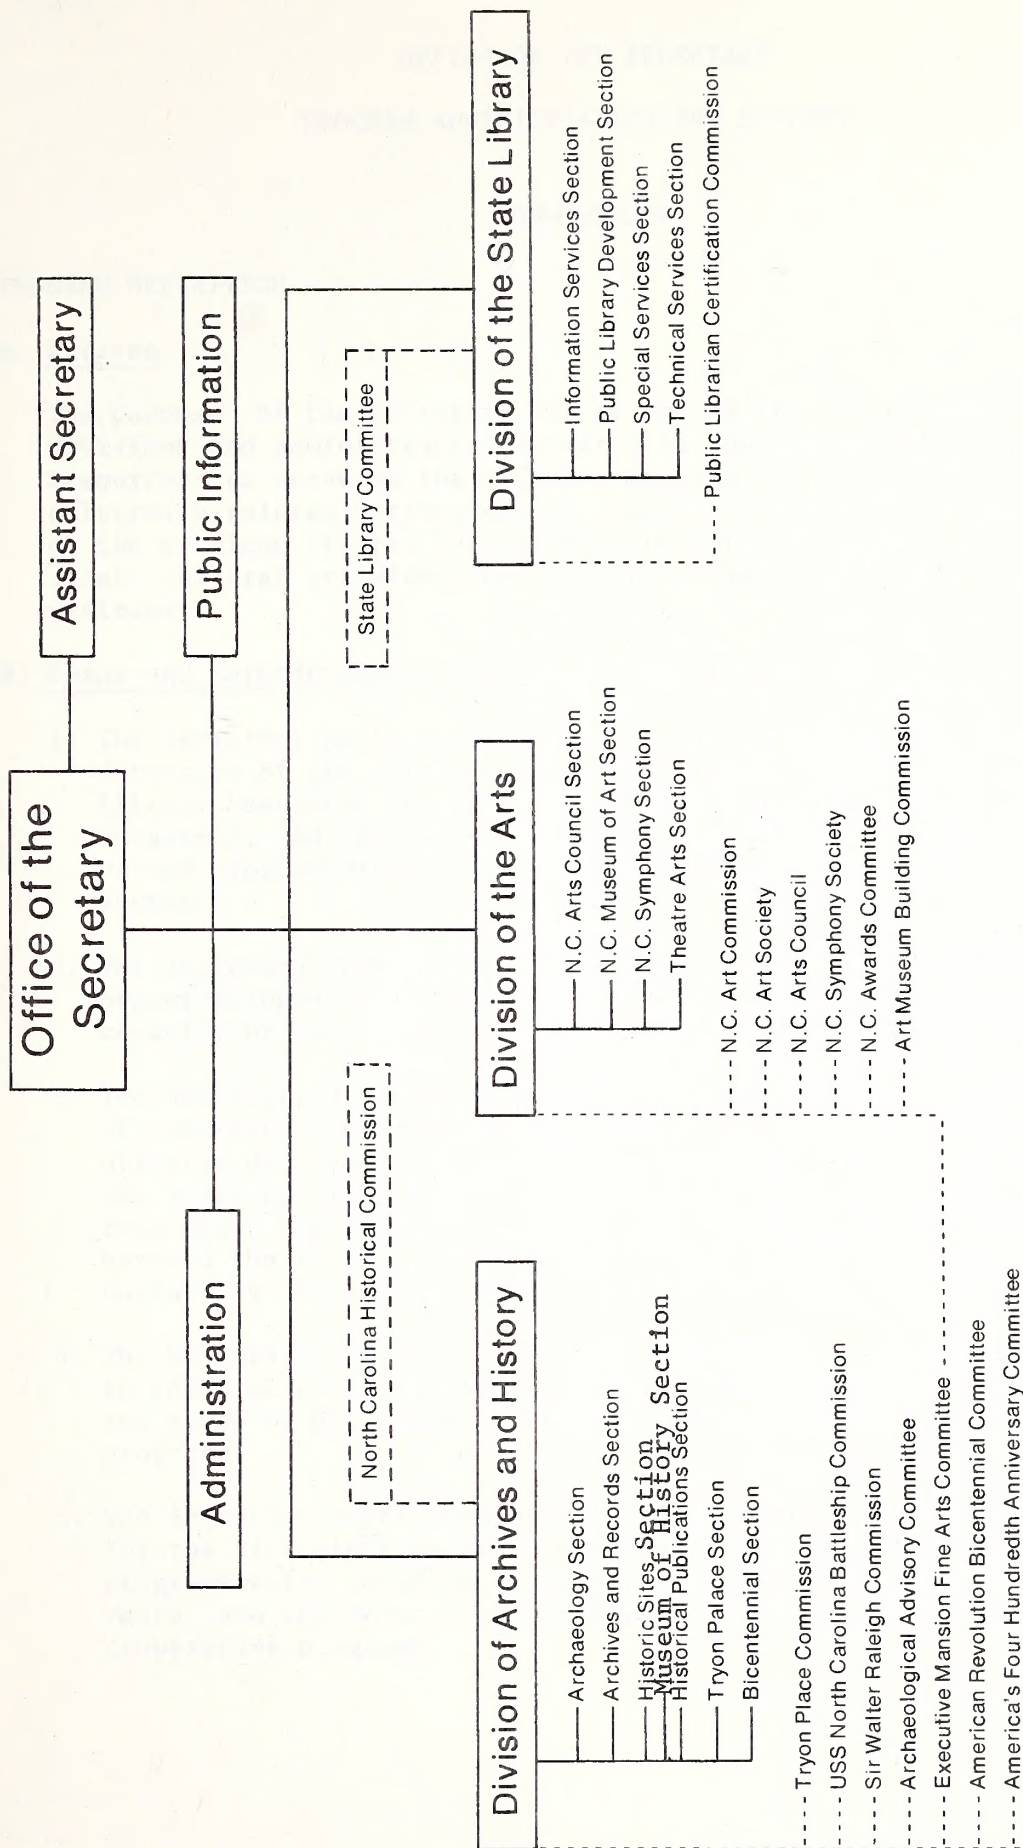 Office of the
Secretary
Assistant Secretary
Administration
Public Information
North Carolina Historical Commission
State Library Committee
Division of Archives and History
Archaeology Section
Archives and Records Section
Historic Sites Section
Museum of History Section
Historical Publications Section
Tryon Palace Section
Bicentennial Section
Tryon Place Commission
USS North Carolina Battleship Commission
Sir Walter Raleigh Commission
Archaeological Advisory Committee
Executive Mansion Fine Arts Committee
American Revolution Bicentennial Committee
America's Four Hundredth Anniversary Committee
Division of the Arts
N.C. Arts Council Section
N.C. Museum of Art Section
N.C. Symphony Section
Theatre Arts Section
N.C. Art Commission
N.C. Art Society
N.C. Arts Council
N.C. Symphony Society
N.C. Awards Committee
Art Museum Building Commission
Division of the State Library
Information Services Section
Public Library Development Section
Special Services Section
Technical Services Section
Public Librarian Certification Commission